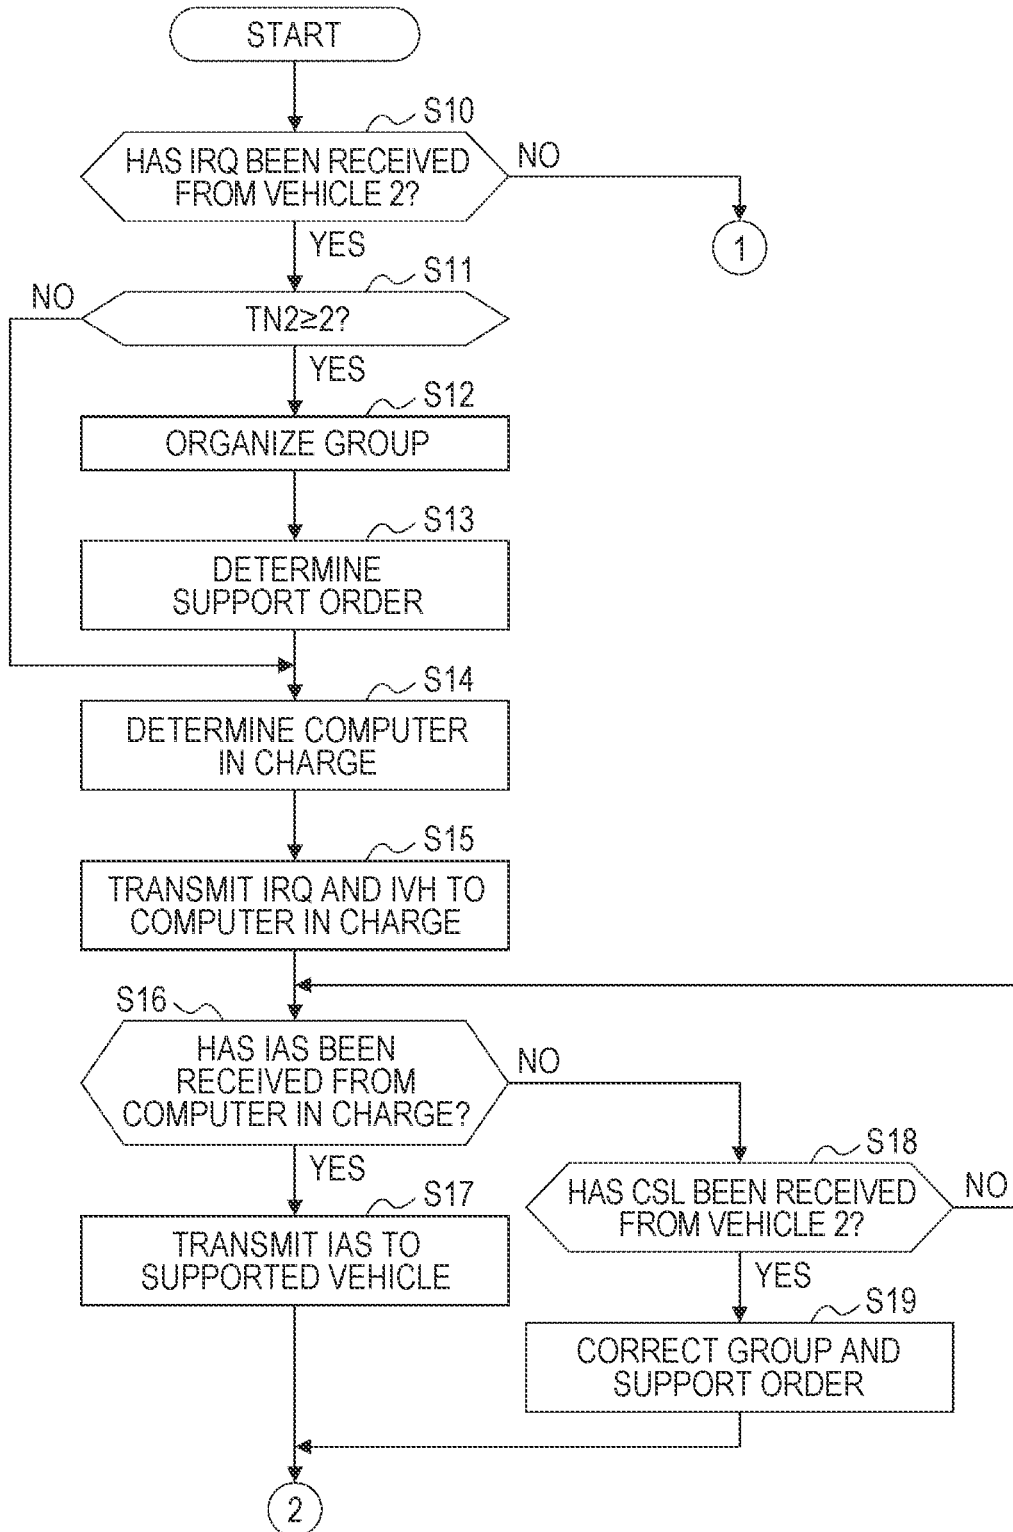 START
S10
HAS IRQ BEEN RECEIVED
FROM VEHICLE 2?
NO
1
YES
S11
NO
TN2≥2?
YES
S12
ORGANIZE GROUP
S13
DETERMINE
SUPPORT ORDER
S14
DETERMINE COMPUTER
IN CHARGE
S15
TRANSMIT IRQ AND IVH TO
COMPUTER IN CHARGE
S16
HAS IAS BEEN
RECEIVED FROM
COMPUTER IN CHARGE?
NO
YES
S17
TRANSMIT IAS TO
SUPPORTED VEHICLE
S18
HAS CSL BEEN RECEIVED
FROM VEHICLE 2?
NO
YES
S19
CORRECT GROUP AND
SUPPORT ORDER
2